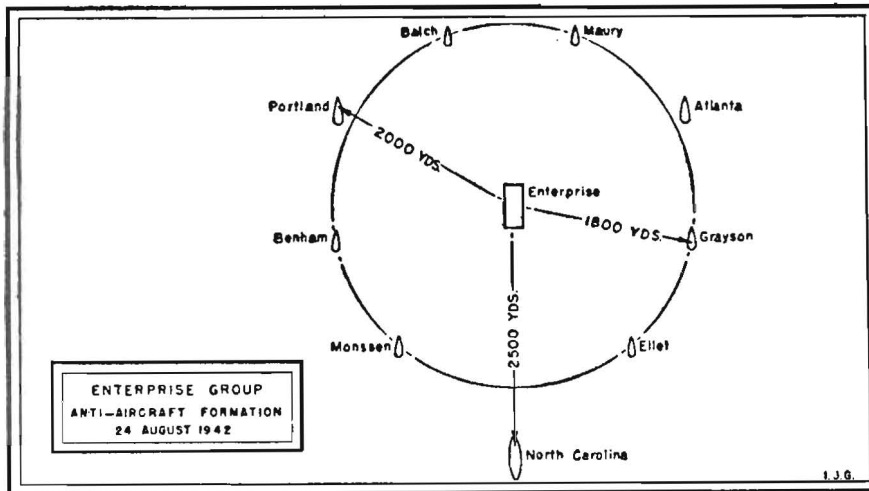 Balch
Maury
Portland
Atlanta
2000 YDS.
Enterprise
1800 YDS.
Benham
Grayson
2500 YDS.
Monssen
Ellet
ENTERPRISE GROUP
ANTI-AIRCRAFT FORMATION
24 AUGUST 1942
North Carolina
I.J.G.